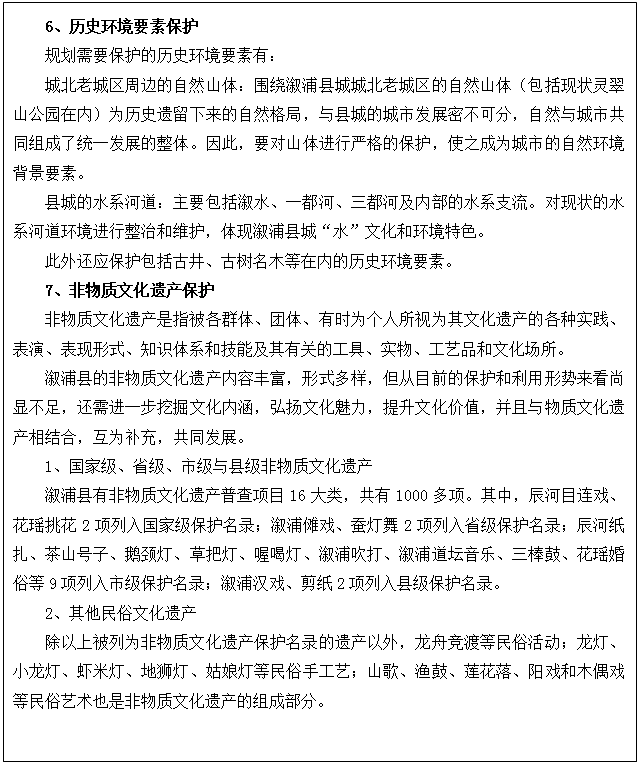 6、历史环境要素保护
规划需要保护的历史环境要素有：
城北老城区周边的自然山体：围绕溆浦县城城北老城区的自然山体（包括现状灵翠
山公园在内）为历史遗留下来的自然格局，与县城的城市发展密不可分，自然与城市共
同组成了统一发展的整体。因此，要对山体进行严格的保护，使之成为城市的自然环境
背景要素。
县城的水系河道：主要包括溆水、一都河、三都河及内部的水系支流。对现状的水
系河道环境进行整治和维护，体现溆浦县城“水”文化和环境特色。
此外还应保护包括古井、古树名木等在内的历史环境要素。
7、非物质文化遗产保护
非物质文化遗产是指被各群体、团体、有时为个人所视为其文化遗产的各种实践、
表演、表现形式、知识体系和技能及其有关的工具、实物、工艺品和文化场所。
溆浦县的非物质文化遗产内容丰富，形式多样，但从目前的保护和利用形势来看尚
显不足，还需进一步挖掘文化内涵，弘扬文化魅力，提升文化价值，并且与物质文化遗
产相结合，互为补充，共同发展。
1、国家级、省级、市级与县级非物质文化遗产
溆浦县有非物质文化遗产普查项目16大类，共有1000多项。其中，辰河目连戏、
花瑶挑花2项列入国家级保护名录；溆浦傩戏、蚕灯舞2项列入省级保护名录；辰河纸
扎、茶山号子、鹅颈灯、草把灯、喔喝灯、溆浦吹打、溆浦道坛音乐、三棒鼓、花瑶婚
俗等9项列入市级保护名录；溆浦汉戏、剪纸2项列入县级保护名录。
2、其他民俗文化遗产
除以上被列为非物质文化遗产保护名录的遗产以外，龙舟竞渡等民俗活动；龙灯、
小龙灯、虾米灯、地狮灯、姑娘灯等民俗手工艺；山歌、渔鼓、莲花落、阳戏和木偶戏
等民俗艺术也是非物质文化遗产的组成部分。